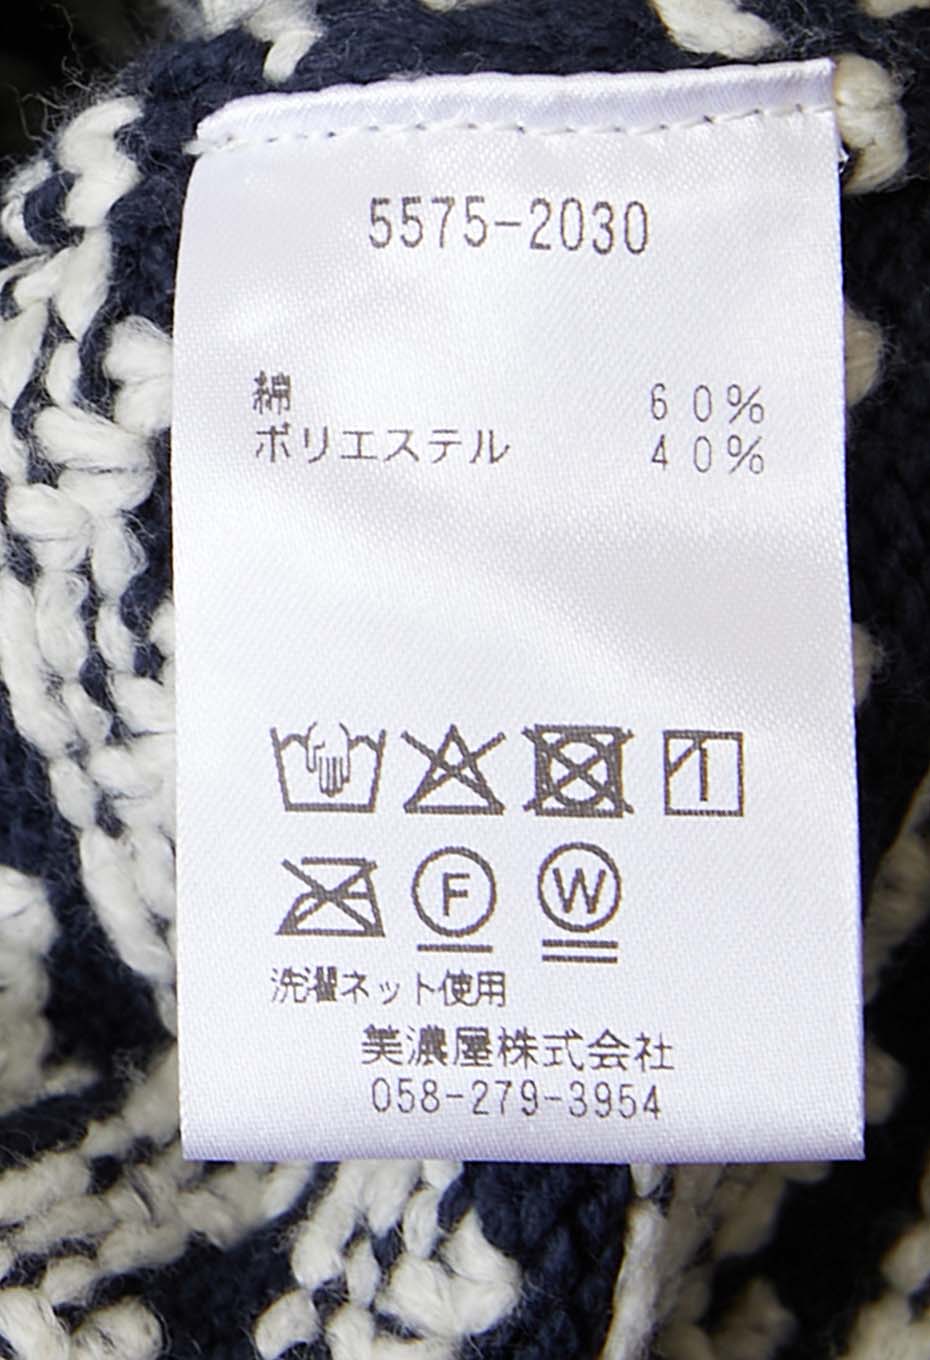 5575-2030
綿 60%
ポリエステル 40%
F W
洗濯ネット使用
美濃屋株式会社
058-279-3954